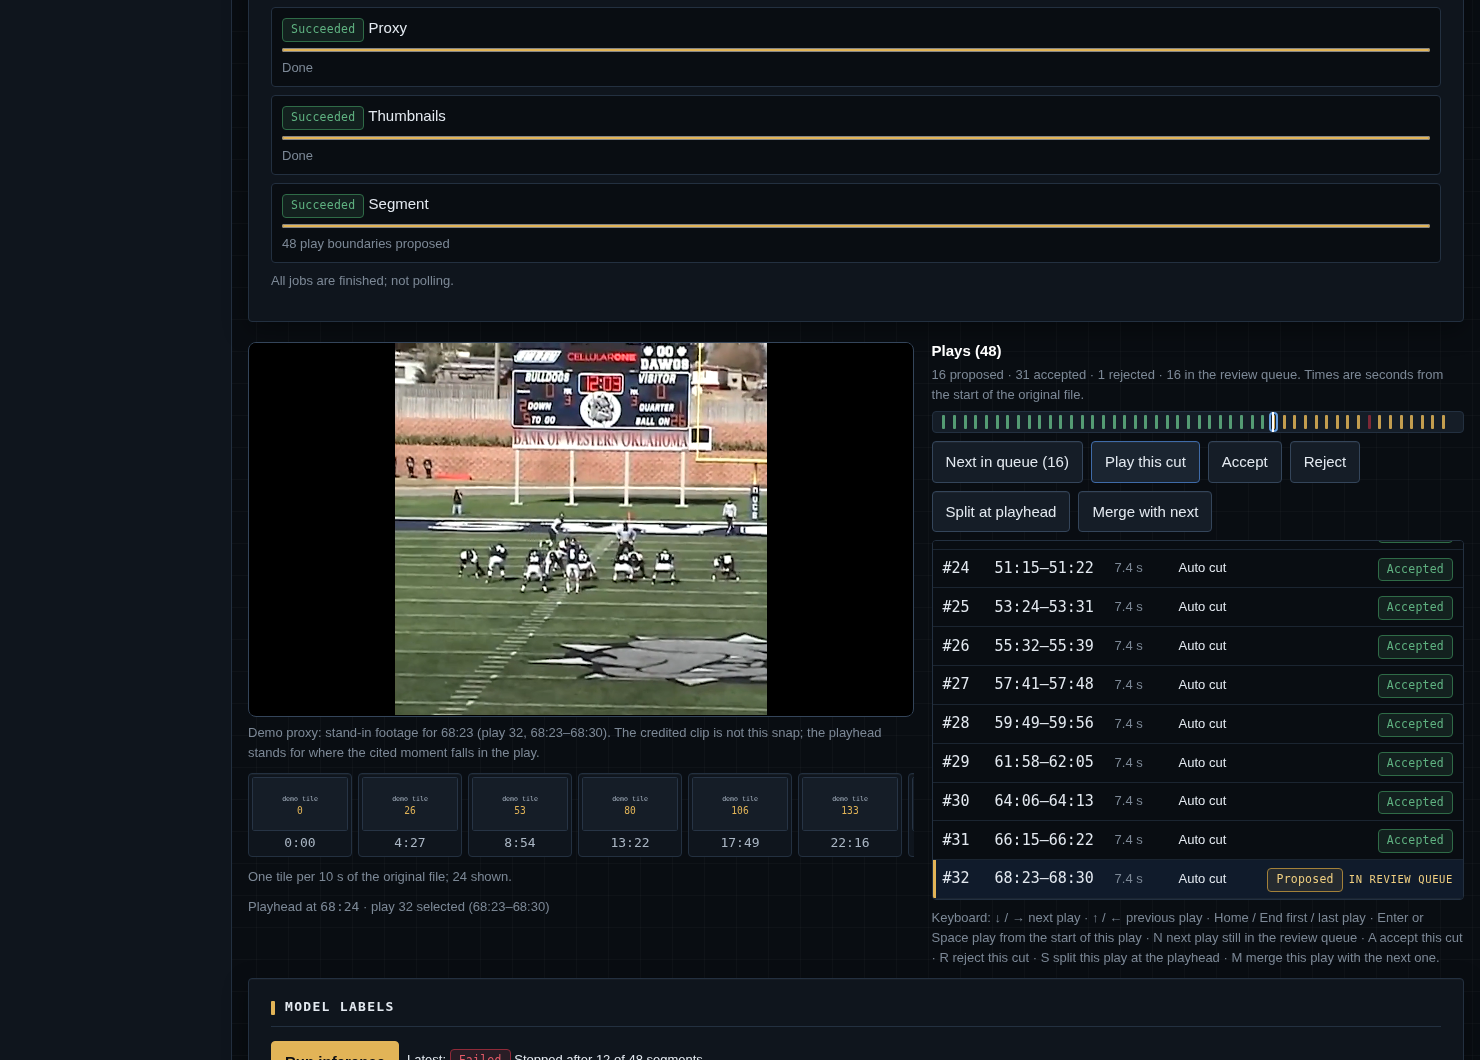 Succeeded Proxy
Done
Succeeded Thumbnails
Done
Succeeded Segment
48 play boundaries proposed
All jobs are finished; not polling.
CELLULARONE
GO DAWGS
BULLDOGS 12:03 VISITOR
DOWN QUARTER
TO GO BALL ON
BANK OF WESTERN OKLAHOMA
Demo proxy: stand-in footage for 68:23 (play 32, 68:23–68:30). The credited clip is not this snap; the playhead
stands for where the cited moment falls in the play.
demo tile demo tile demo tile demo tile demo tile demo tile
0 26 53 80 106 133
0:00 4:27 8:54 13:22 17:49 22:16
One tile per 10 s of the original file; 24 shown.
Playhead at 68:24 · play 32 selected (68:23–68:30)
Plays (48)
16 proposed · 31 accepted · 1 rejected · 16 in the review queue. Times are seconds from
the start of the original file.
Next in queue (16) Play this cut Accept Reject
Split at playhead Merge with next
#24 51:15–51:22 7.4 s Auto cut Accepted
#25 53:24–53:31 7.4 s Auto cut Accepted
#26 55:32–55:39 7.4 s Auto cut Accepted
#27 57:41–57:48 7.4 s Auto cut Accepted
#28 59:49–59:56 7.4 s Auto cut Accepted
#29 61:58–62:05 7.4 s Auto cut Accepted
#30 64:06–64:13 7.4 s Auto cut Accepted
#31 66:15–66:22 7.4 s Auto cut Accepted
#32 68:23–68:30 7.4 s Auto cut Proposed IN REVIEW QUEUE
Keyboard: ↓ / → next play · ↑ / ← previous play · Home / End first / last play · Enter or
Space play from the start of this play · N next play still in the review queue · A accept this cut
· R reject this cut · S split this play at the playhead · M merge this play with the next one.
MODEL LABELS
Run inference Latest: Failed Stopped after 12 of 48 segments